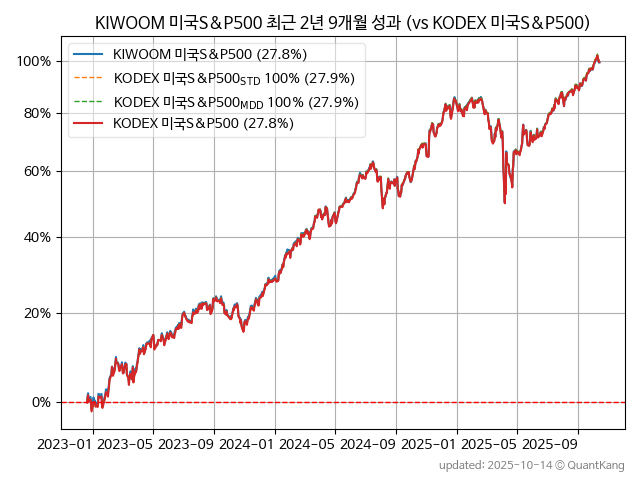 KIWOOM 미국S&P500 최근 2년 9개월 성과 (vs KODEX 미국S&P500)
KIWOOM 미국S&P500 (27.8%)
KODEX 미국S&P500STD 100% (27.9%)
KODEX 미국S&P500MDD 100% (27.9%)
KODEX 미국S&P500 (27.8%)
100%
80%
60%
40%
20%
0%
2023-01 2023-05 2023-09 2024-01 2024-05 2024-09 2025-01 2025-05 2025-09
updated: 2025-10-14 © QuantKang